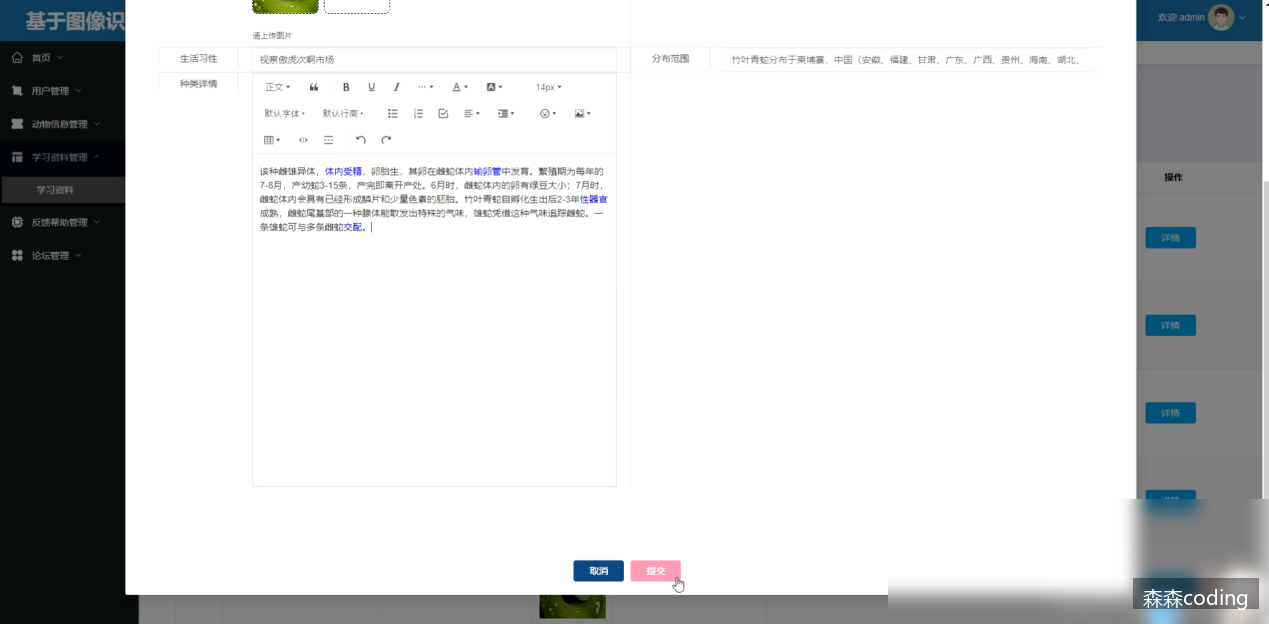 基于图像识
欢迎 admin
请上传图片
首页
生活习性
视察傲虎次啊市场
分布范围
竹叶青蛇分布于柬埔寨、中国（安徽、福建、甘肃、广东、广西、贵州、海南、湖北、
种类详情
正文
B U I ··· A A 14px
用户管理
默认字体
默认行高
动物信息管理
学习资料管理
学习资料
该种雌雄异体，体内受精，卵胎生，其卵在雌蛇体内输卵管中发育。繁殖期为每年的
7-8月，产幼蛇3-15条，产完即离开产处。6月时，雌蛇体内的卵有绿豆大小；7月时，
雌蛇体内会具有已经形成鳞片和少量色素的胚胎。竹叶青蛇自孵化生出后2-3年性器官
成熟，雌蛇尾基部的一种腺体能散发出特殊的气味，雄蛇凭借这种气味追踪雌蛇。一
条雄蛇可与多条雌蛇交配。
操作
反馈帮助管理
详情
论坛管理
详情
详情
详情
取消
提交
森森coding